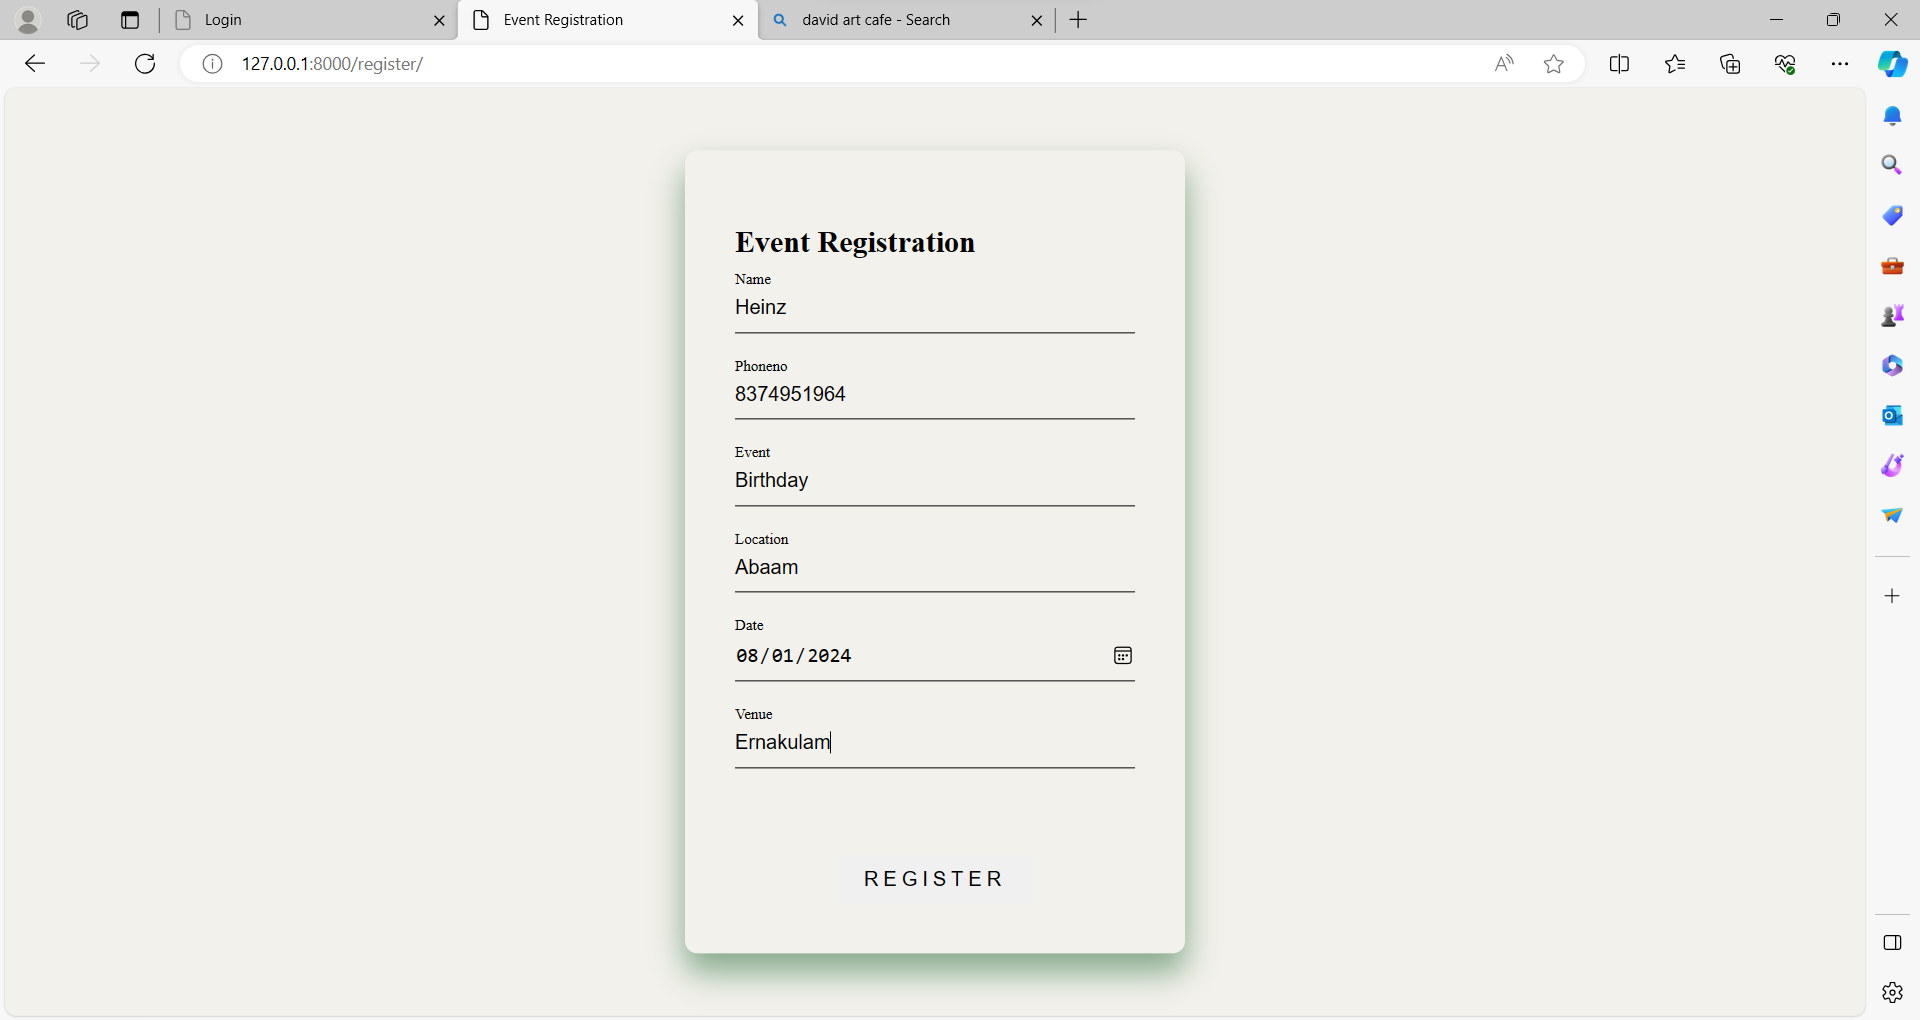 Login
Event Registration
david art cafe - Search
127.0.0.1:8000/register/
Event Registration
Name
Heinz
Phoneno
8374951964
Event
Birthday
Location
Abaam
Date
08/01/2024
Venue
Ernakulam
REGISTER